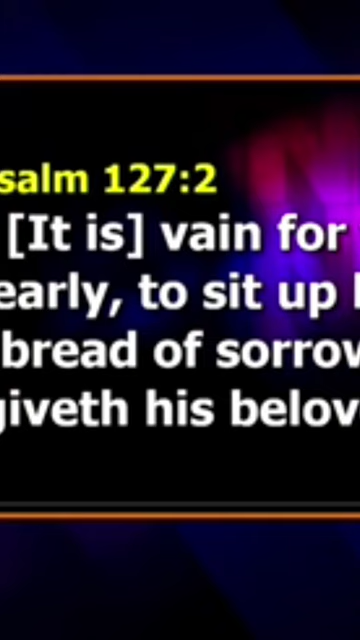 salm 127:2
[It is] vain for
early, to sit up
bread of sorrow
giveth his belov